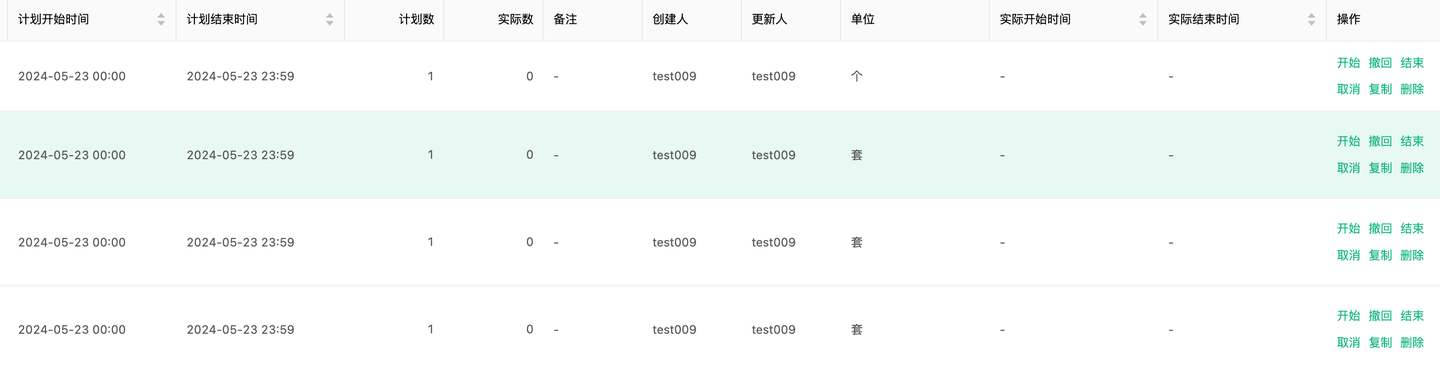 计划开始时间 计划结束时间 计划数 实际数 备注 创建人 更新人 单位 实际开始时间 实际结束时间 操作
2024-05-23 00:00 2024-05-23 23:59 1 0 - test009 test009 个 - - 开始 撤回 结束
取消 复制 删除
2024-05-23 00:00 2024-05-23 23:59 1 0 - test009 test009 套 - - 开始 撤回 结束
取消 复制 删除
2024-05-23 00:00 2024-05-23 23:59 1 0 - test009 test009 套 - - 开始 撤回 结束
取消 复制 删除
2024-05-23 00:00 2024-05-23 23:59 1 0 - test009 test009 套 - - 开始 撤回 结束
取消 复制 删除